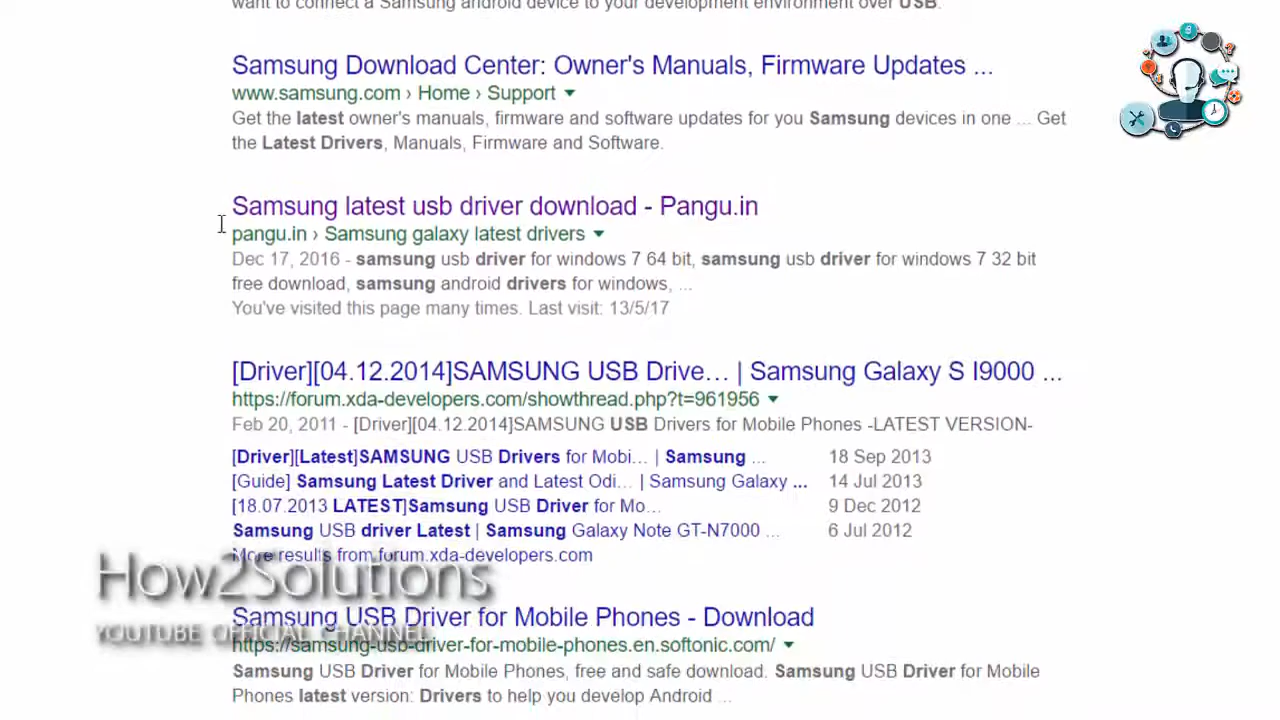 want to connect a Samsung android device to your development environment over USB.
Samsung Download Center: Owner's Manuals, Firmware Updates ...
www.samsung.com › Home › Support
Get the latest owner's manuals, firmware and software updates for you Samsung devices in one ... Get
the Latest Drivers, Manuals, Firmware and Software.
Samsung latest usb driver download - Pangu.in
pangu.in › Samsung galaxy latest drivers
Dec 17, 2016 - samsung usb driver for windows 7 64 bit, samsung usb driver for windows 7 32 bit
free download, samsung android drivers for windows, ...
You've visited this page many times. Last visit: 13/5/17
[Driver][04.12.2014]SAMSUNG USB Drive… | Samsung Galaxy S I9000 ...
https://forum.xda-developers.com/showthread.php?t=961956
Feb 20, 2011 - [Driver][04.12.2014]SAMSUNG USB Drivers for Mobile Phones -LATEST VERSION-
[Driver][Latest]SAMSUNG USB Drivers for Mobi… | Samsung ... 18 Sep 2013
[Guide] Samsung Latest Driver and Latest Odi… | Samsung Galaxy ... 14 Jul 2013
[18.07.2013 LATEST]Samsung USB Driver for Mo… 9 Dec 2012
Samsung USB driver Latest | Samsung Galaxy Note GT-N7000 ... 6 Jul 2012
More results from forum.xda-developers.com
How2Solutions
Samsung USB Driver for Mobile Phones - Download
YOUTUBE OFFICIAL CHANNEL
https://samsung-usb-driver-for-mobile-phones.en.softonic.com/
Samsung USB Driver for Mobile Phones, free and safe download. Samsung USB Driver for Mobile
Phones latest version: Drivers to help you develop Android ...